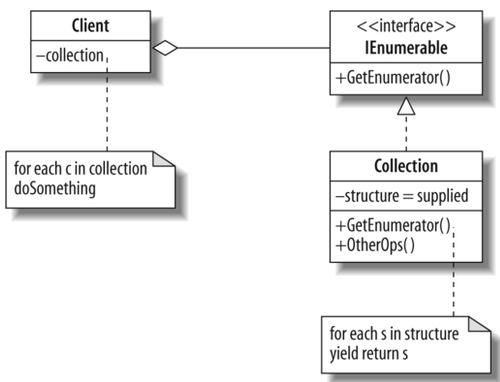 Client
–collection
<<interface>>
IEnumerable
+GetEnumerator()
for each c in collection
doSomething
Collection
–structure = supplied
+GetEnumerator()
+OtherOps()
for each s in structure
yield return s